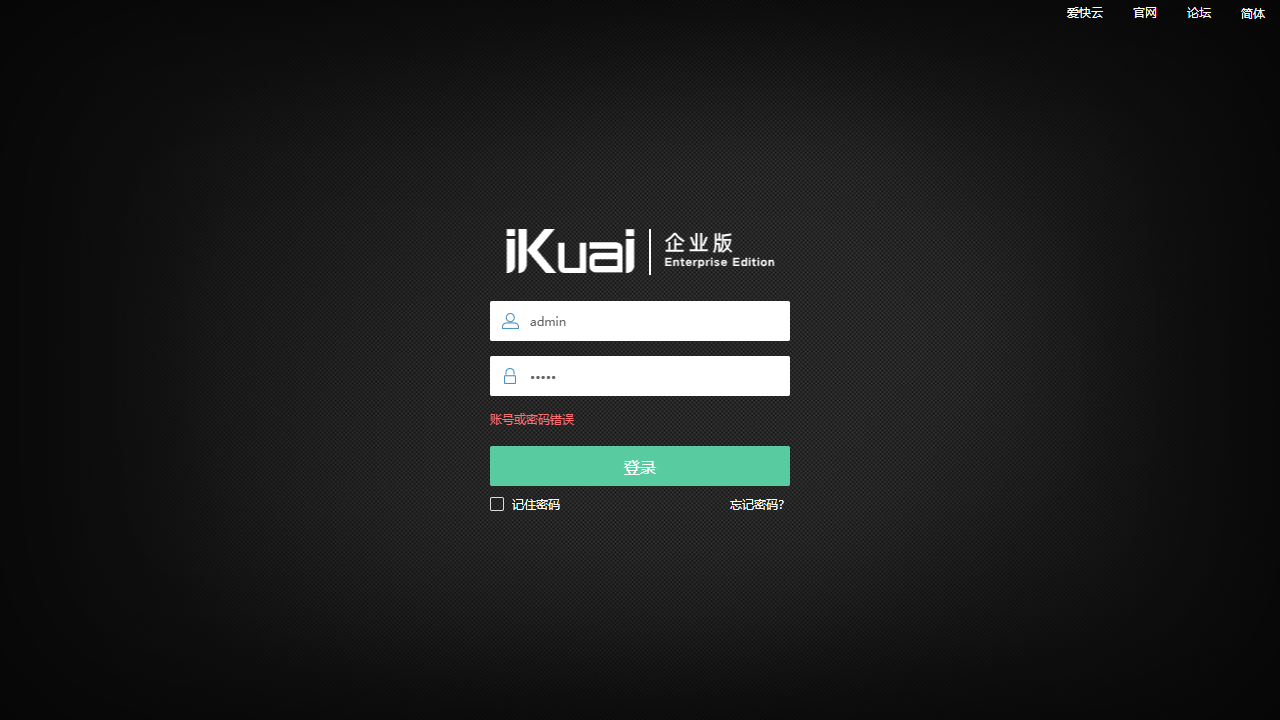 爱快云 官网 论坛 简体
iKuai 企业版
Enterprise Edition
admin
•••••
账号或密码错误
登录
记住密码 忘记密码?